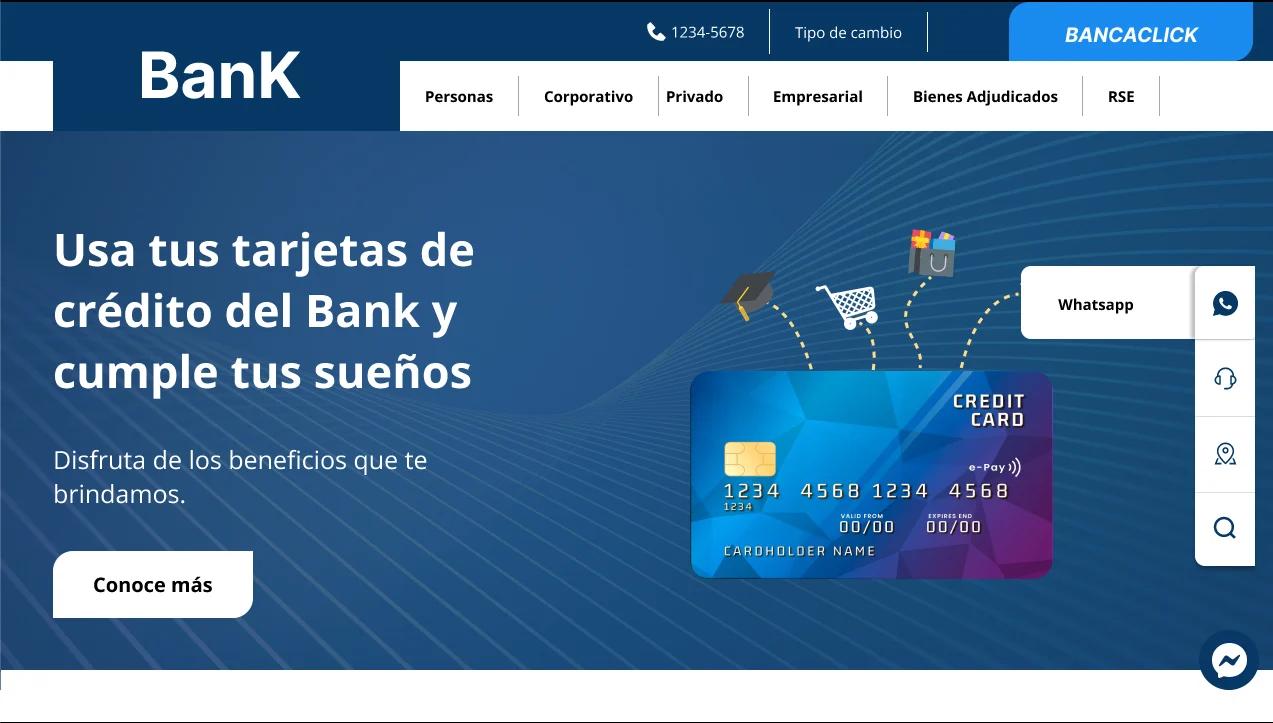 1234-5678
Tipo de cambio
BANCACLICK
BanK
Personas
Corporativo
Privado
Empresarial
Bienes Adjudicados
RSE
Usa tus tarjetas de
crédito del Bank y
cumple tus sueños
Disfruta de los beneficios que te
brindamos.
Conoce más
CREDIT
CARD
e-Pay
1234 4568 1234 4568
1234
VALID FROM
00/00
EXPIRES END
00/00
CARDHOLDER NAME
Whatsapp